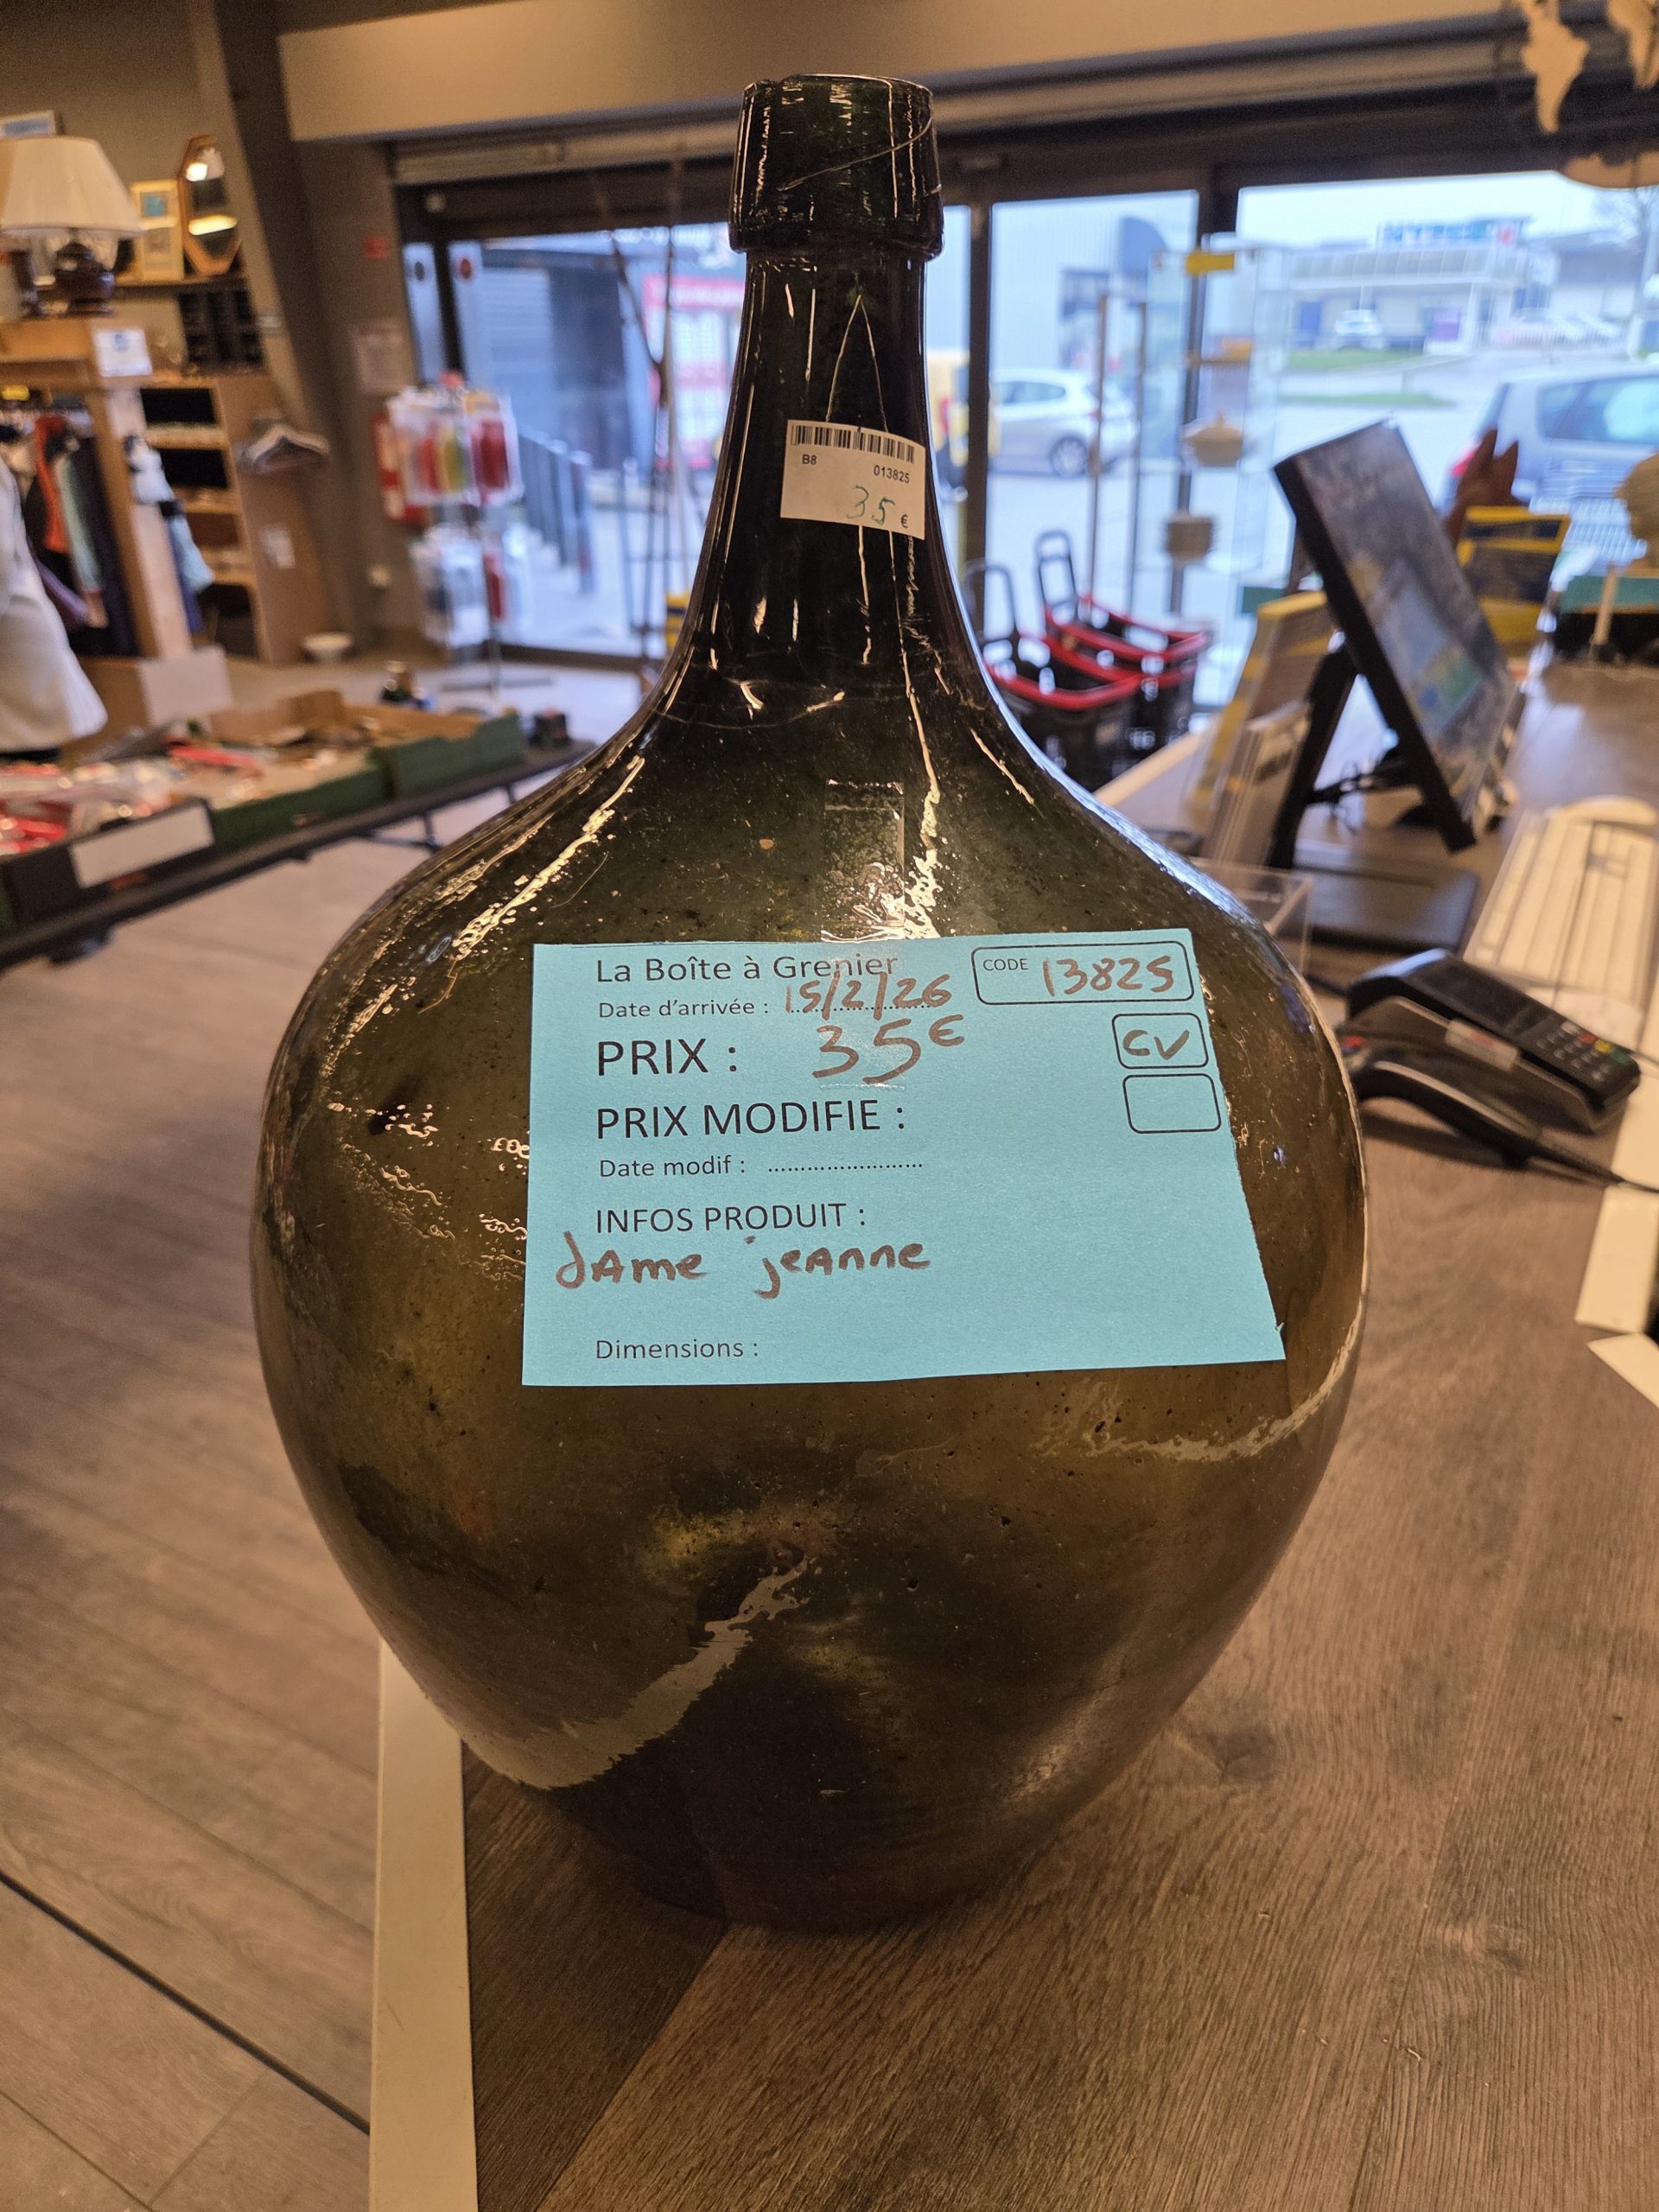 B8 013825
35 €
La Boîte à Grenier
CODE 13825
Date d'arrivée : 15/2/26
PRIX : 35€
CV
PRIX MODIFIE :
Date modif : ........................
INFOS PRODUIT :
dAme jeAnne
Dimensions :